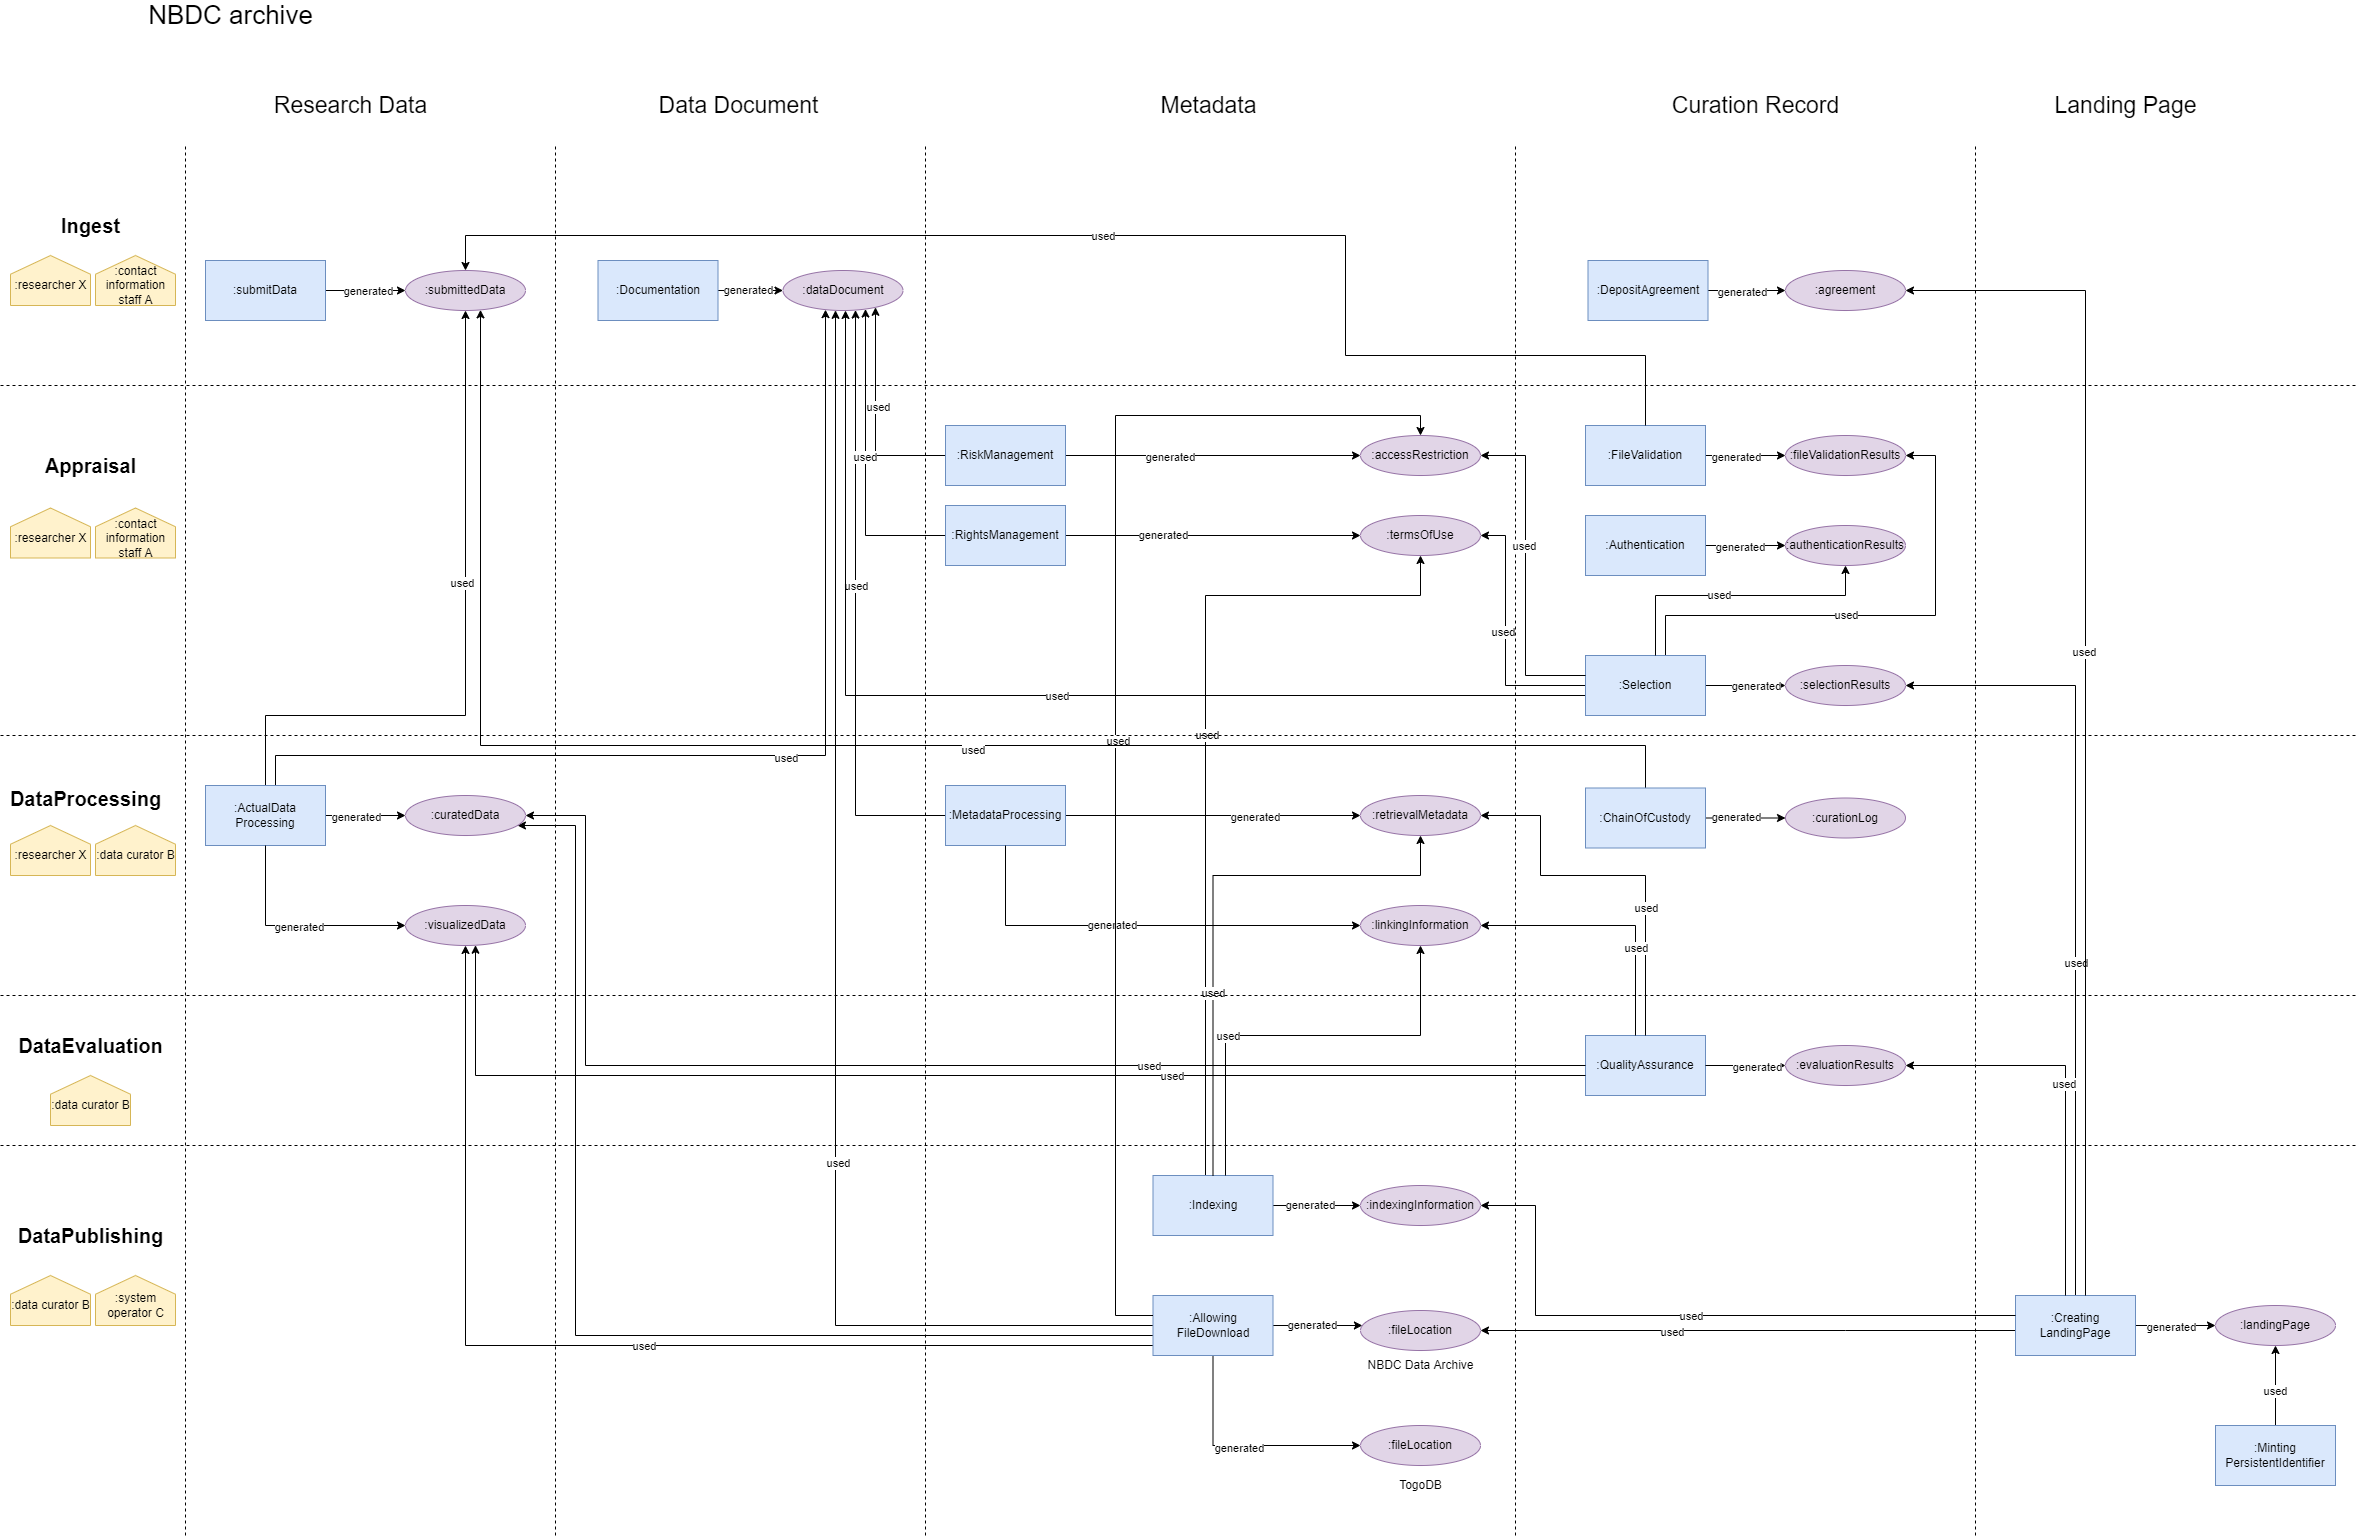 NBDC archive
Research Data
Data Document
Metadata
Curation Record
Landing Page
Ingest
:researcher X
:contact
information
staff A
:submitData
generated
:submittedData
:Documentation
generated
:dataDocument
used
:DepositAgreement
generated
:agreement
Appraisal
:researcher X
:contact
information
staff A
used
used
used
used
:RiskManagement
generated
:accessRestriction
:RightsManagement
generated
:termsOfUse
used
used
:FileValidation
generated
:fileValidationResults
:Authentication
generated
:authenticationResults
used
used
used
:Selection
generated
:selectionResults
used
used
used
used
used
used
DataProcessing
:researcher X
:data curator B
:ActualData
Processing
generated
:curatedData
generated
:visualizedData
:MetadataProcessing
generated
:retrievalMetadata
generated
:linkingInformation
:ChainOfCustody
generated
:curationLog
used
used
used
used
DataEvaluation
:data curator B
used
used
used
:QualityAssurance
generated
:evaluationResults
used
DataPublishing
:data curator B
:system
operator C
used
:Indexing
generated
:indexingInformation
:Allowing
FileDownload
generated
:fileLocation
NBDC Data Archive
used
used
used
:Creating
LandingPage
generated
:landingPage
used
generated
:fileLocation
TogoDB
:Minting
PersistentIdentifier